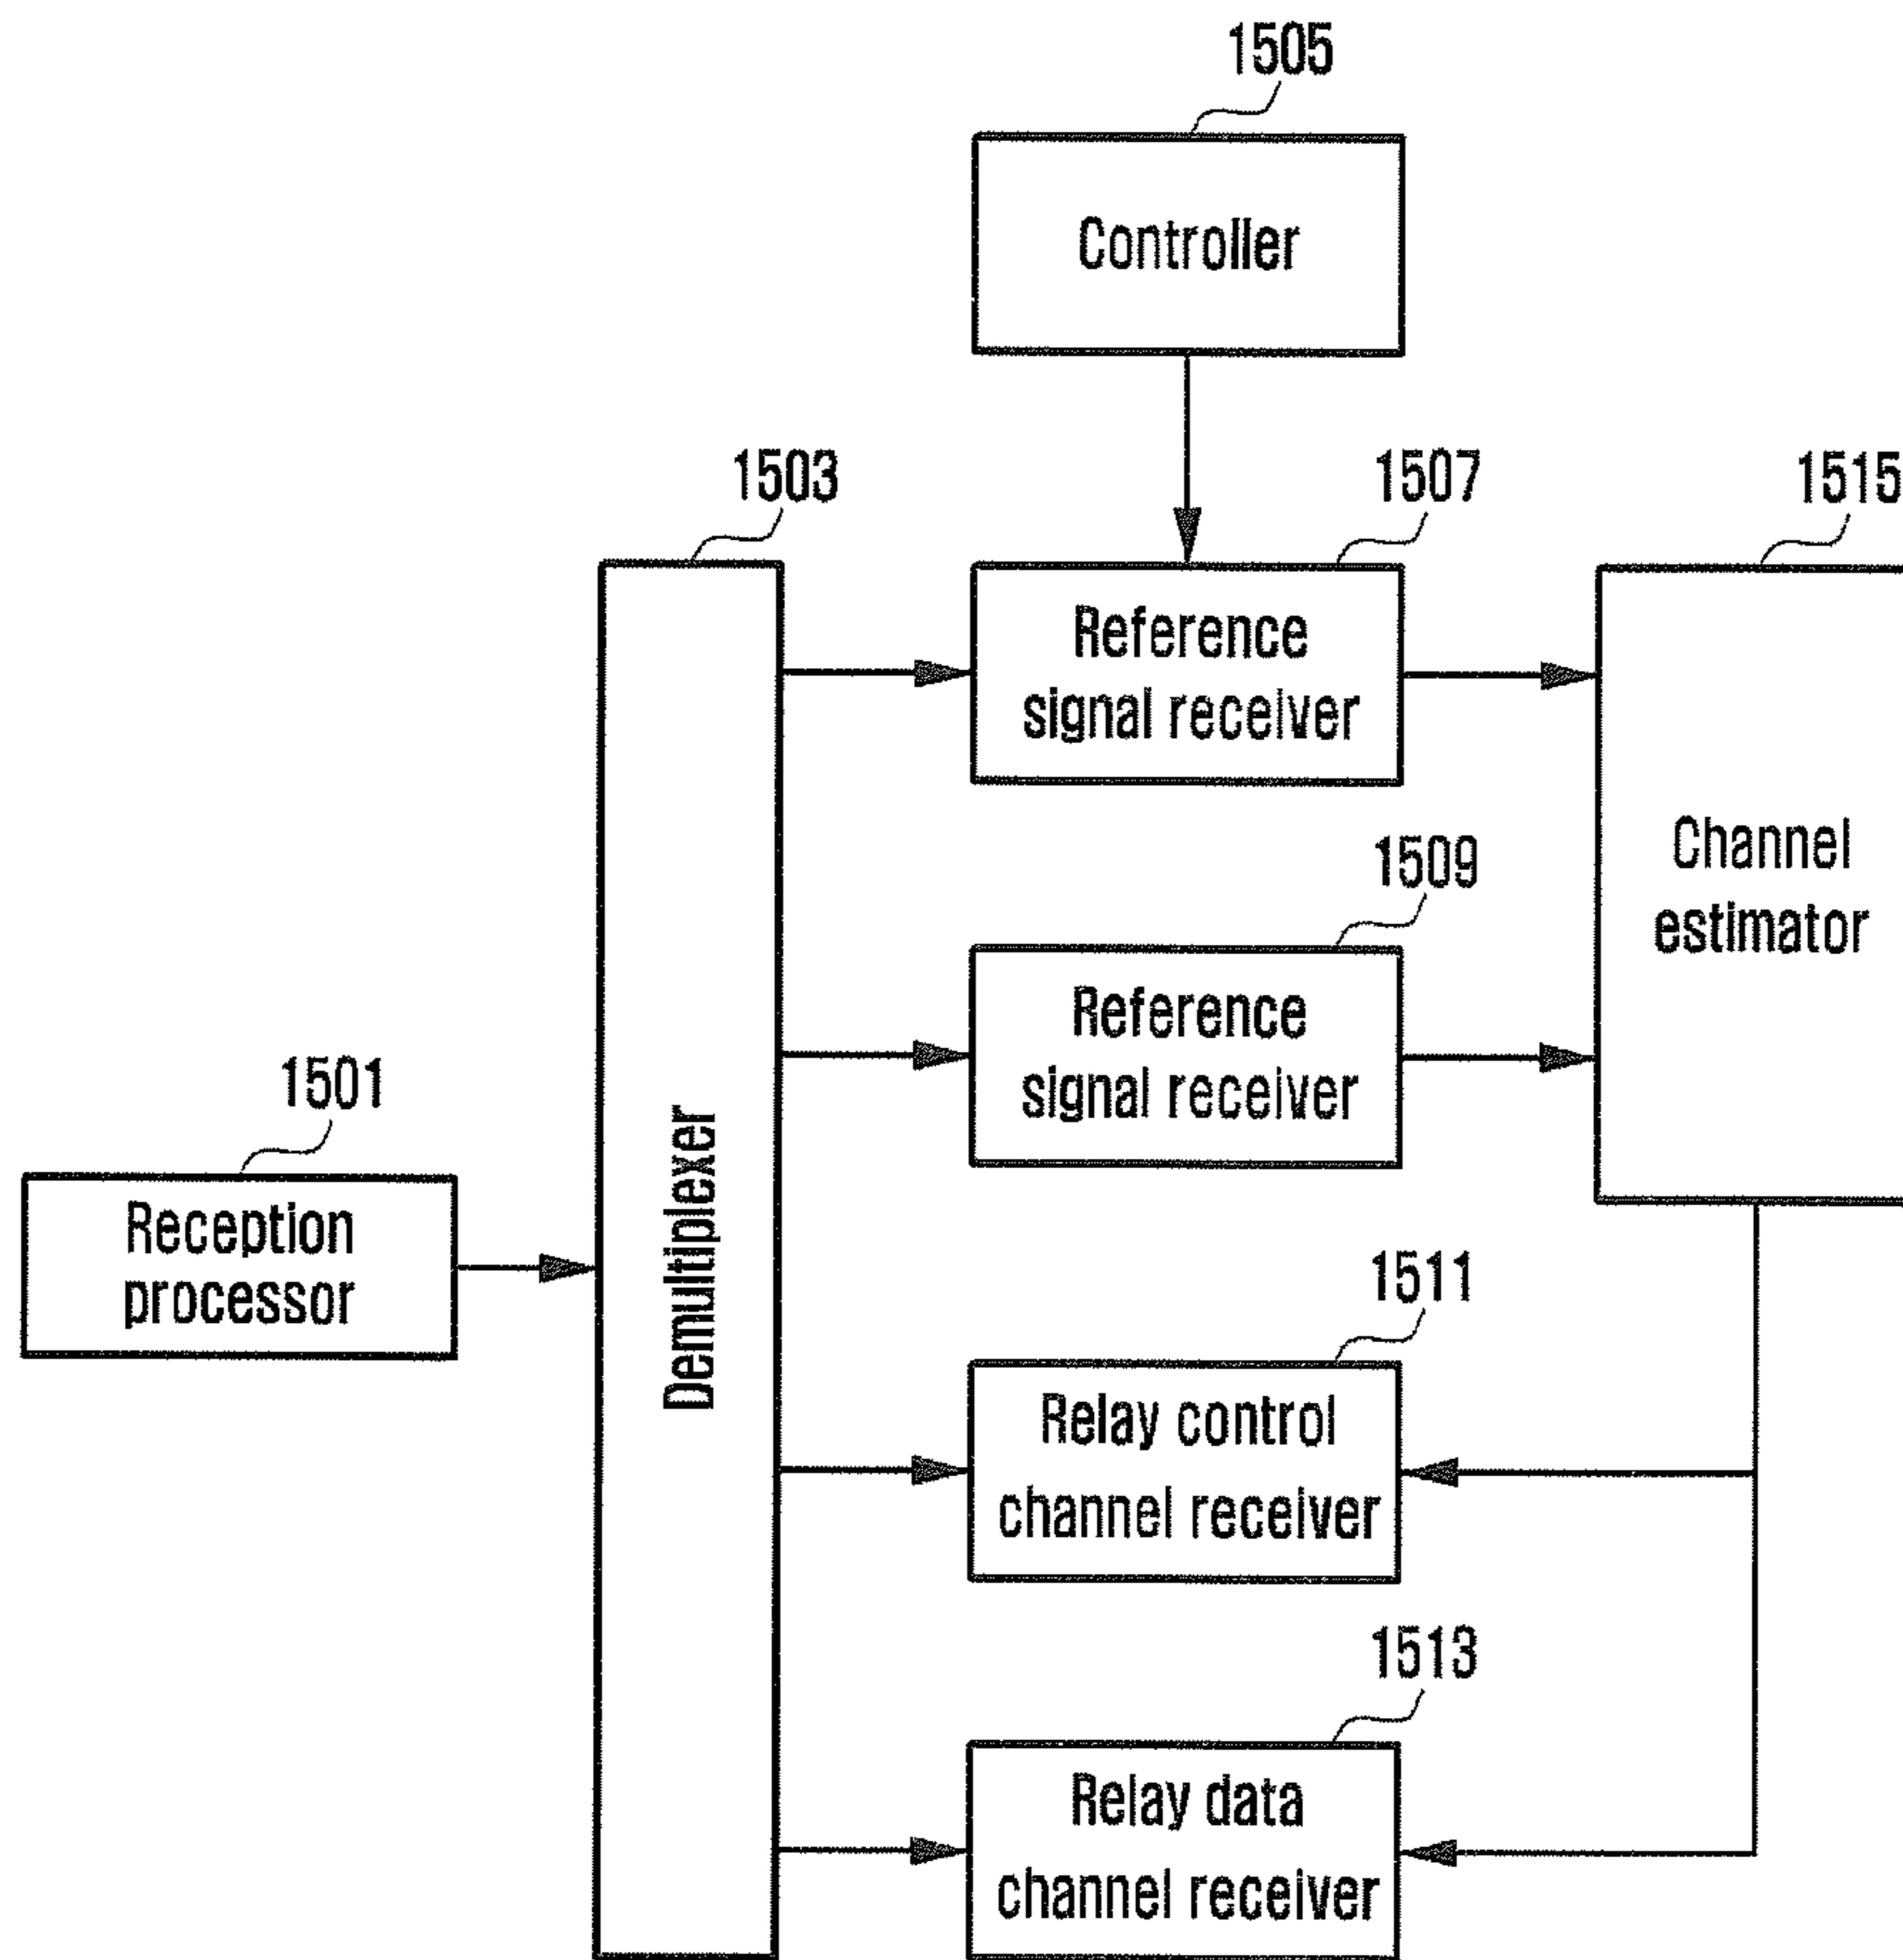 1505
Controller
1503
1507
1515
Reference
signal receiver
Channel
estimator
1509
Reference
signal receiver
1501
Reception
processor
Demultiplexer
1511
Relay control
channel receiver
1513
Relay data
channel receiver